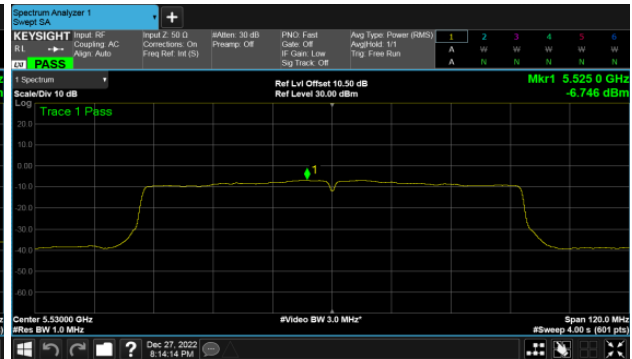 Spectrum Analyzer 1
Swept SA
+
KEYSIGHT Input: RF Input Z: 50 Ω #Atten: 30 dB PNO: Fast Avg Type: Power (RMS) 1 2 3 4 5 6
RL Coupling: AC Corrections: On Preamp: Off Gate: Off Avg|Hold: 1/1 A W W W W W
Align: Auto Freq Ref: Int (S) IF Gain: Low Trig: Free Run
PASS Sig Track: Off A N N N N N
1 Spectrum Ref Lvl Offset 10.50 dB Mkr1 5.525 0 GHz
Scale/Div 10 dB Ref Level 30.00 dBm -6.746 dBm
Log
Trace 1 Pass
20.0
10.0
0.00
1
-10.0
-20.0
-30.0
-40.0
-50.0
-60.0
Center 5.53000 GHz #Video BW 3.0 MHz* Span 120.0 MHz
#Res BW 1.0 MHz #Sweep 4.00 s (601 pts)
? Dec 27, 2022
8:14:14 PM